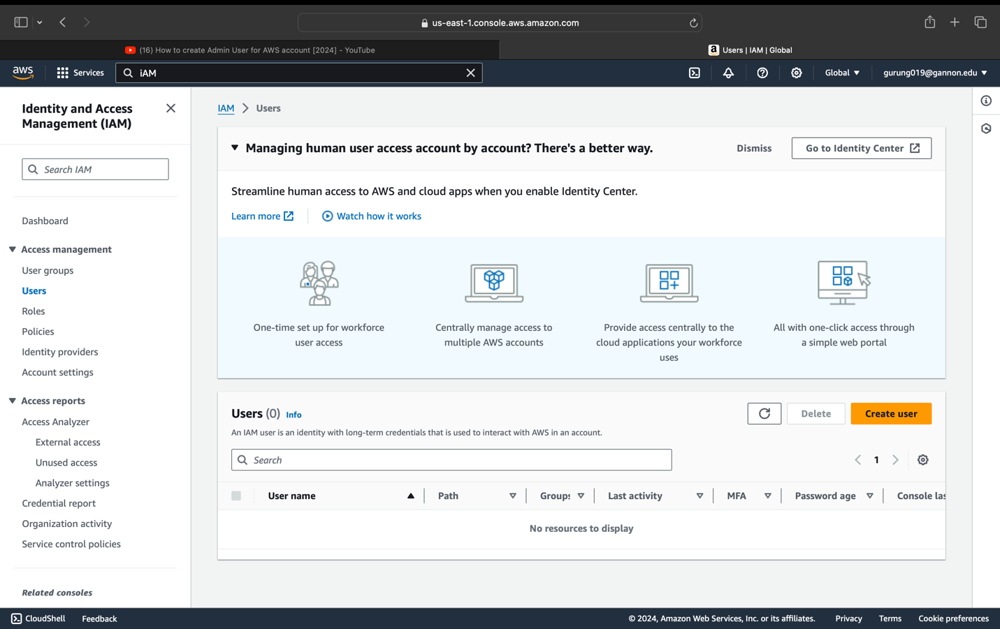 us-east-1.console.aws.amazon.com
(16) How to create Admin User for AWS account [2024] - YouTube
a Users | IAM | Global
aws
Services
iAM
Global
gurung019@gannon.edu
Identity and Access
Management (IAM)
Search IAM
Dashboard
Access management
User groups
Users
Roles
Policies
Identity providers
Account settings
Access reports
Access Analyzer
External access
Unused access
Analyzer settings
Credential report
Organization activity
Service control policies
Related consoles
IAM > Users
Managing human user access account by account? There's a better way.
Dismiss
Go to Identity Center
Streamline human access to AWS and cloud apps when you enable Identity Center.
Learn more
Watch how it works
One-time set up for workforce
user access
Centrally manage access to
multiple AWS accounts
Provide access centrally to the
cloud applications your workforce
uses
All with one-click access through
a simple web portal
Users (0) Info
Delete
Create user
An IAM user is an identity with long-term credentials that is used to interact with AWS in an account.
Search
1
User name
Path
Groups
Last activity
MFA
Password age
Console las
No resources to display
CloudShell
Feedback
© 2024, Amazon Web Services, Inc. or its affiliates.
Privacy
Terms
Cookie preferences